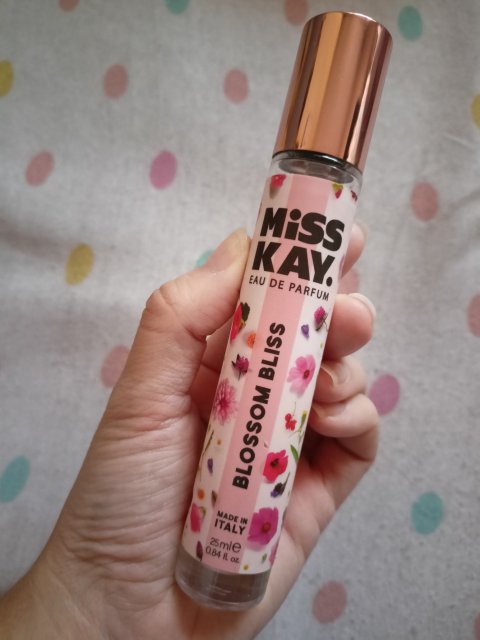 MiSS
KAY.
EAU DE PARFUM
BLOSSOM BLISS
MADE IN
ITALY
25ml℮
0.84 fl. oz.